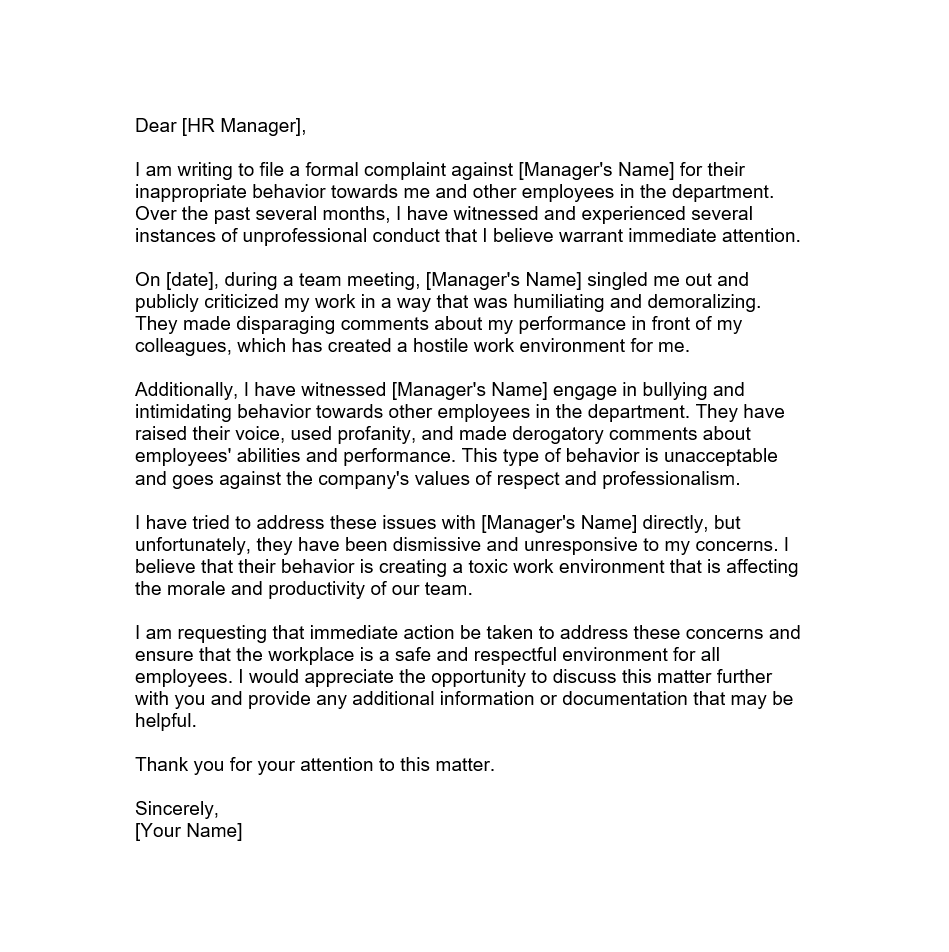 Dear [HR Manager],
I am writing to file a formal complaint against [Manager's Name] for their
inappropriate behavior towards me and other employees in the department.
Over the past several months, I have witnessed and experienced several
instances of unprofessional conduct that I believe warrant immediate attention.
On [date], during a team meeting, [Manager's Name] singled me out and
publicly criticized my work in a way that was humiliating and demoralizing.
They made disparaging comments about my performance in front of my
colleagues, which has created a hostile work environment for me.
Additionally, I have witnessed [Manager's Name] engage in bullying and
intimidating behavior towards other employees in the department. They have
raised their voice, used profanity, and made derogatory comments about
employees' abilities and performance. This type of behavior is unacceptable
and goes against the company's values of respect and professionalism.
I have tried to address these issues with [Manager's Name] directly, but
unfortunately, they have been dismissive and unresponsive to my concerns. I
believe that their behavior is creating a toxic work environment that is affecting
the morale and productivity of our team.
I am requesting that immediate action be taken to address these concerns and
ensure that the workplace is a safe and respectful environment for all
employees. I would appreciate the opportunity to discuss this matter further
with you and provide any additional information or documentation that may be
helpful.
Thank you for your attention to this matter.
Sincerely,
[Your Name]